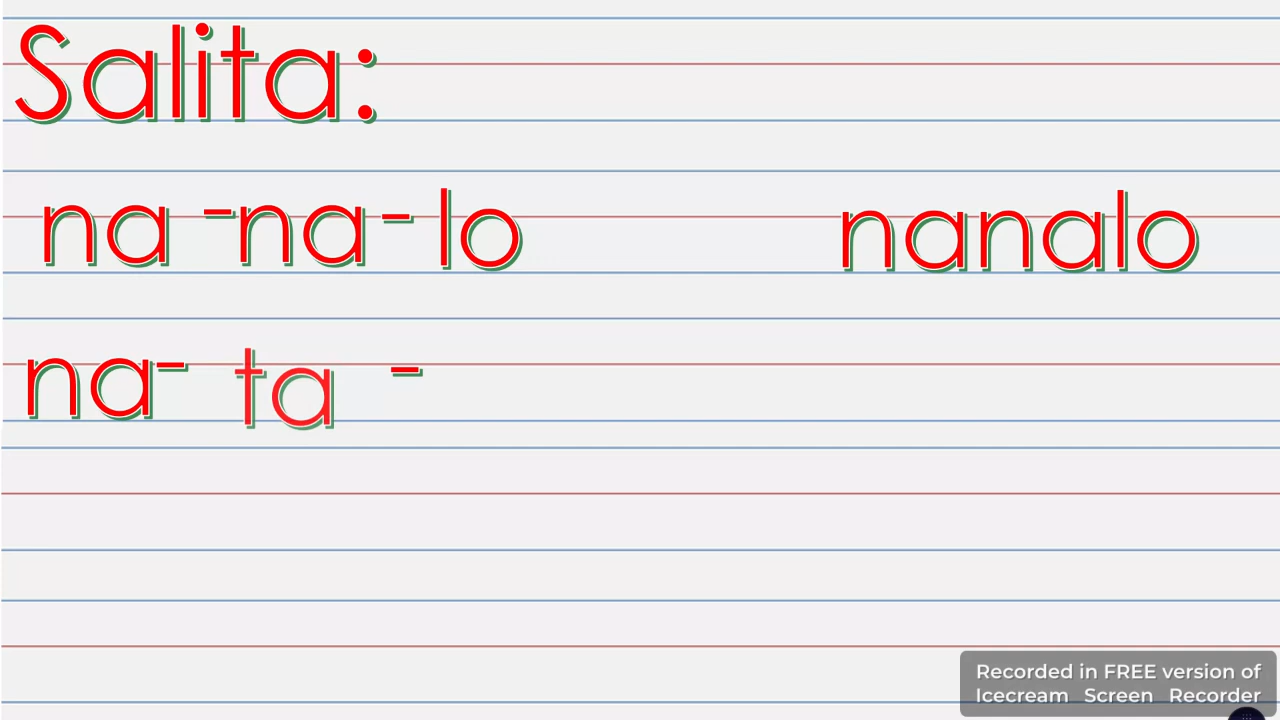 Salita:
na -na- lo nanalo
na- ta -
Recorded in FREE version of
Icecream Screen Recorder